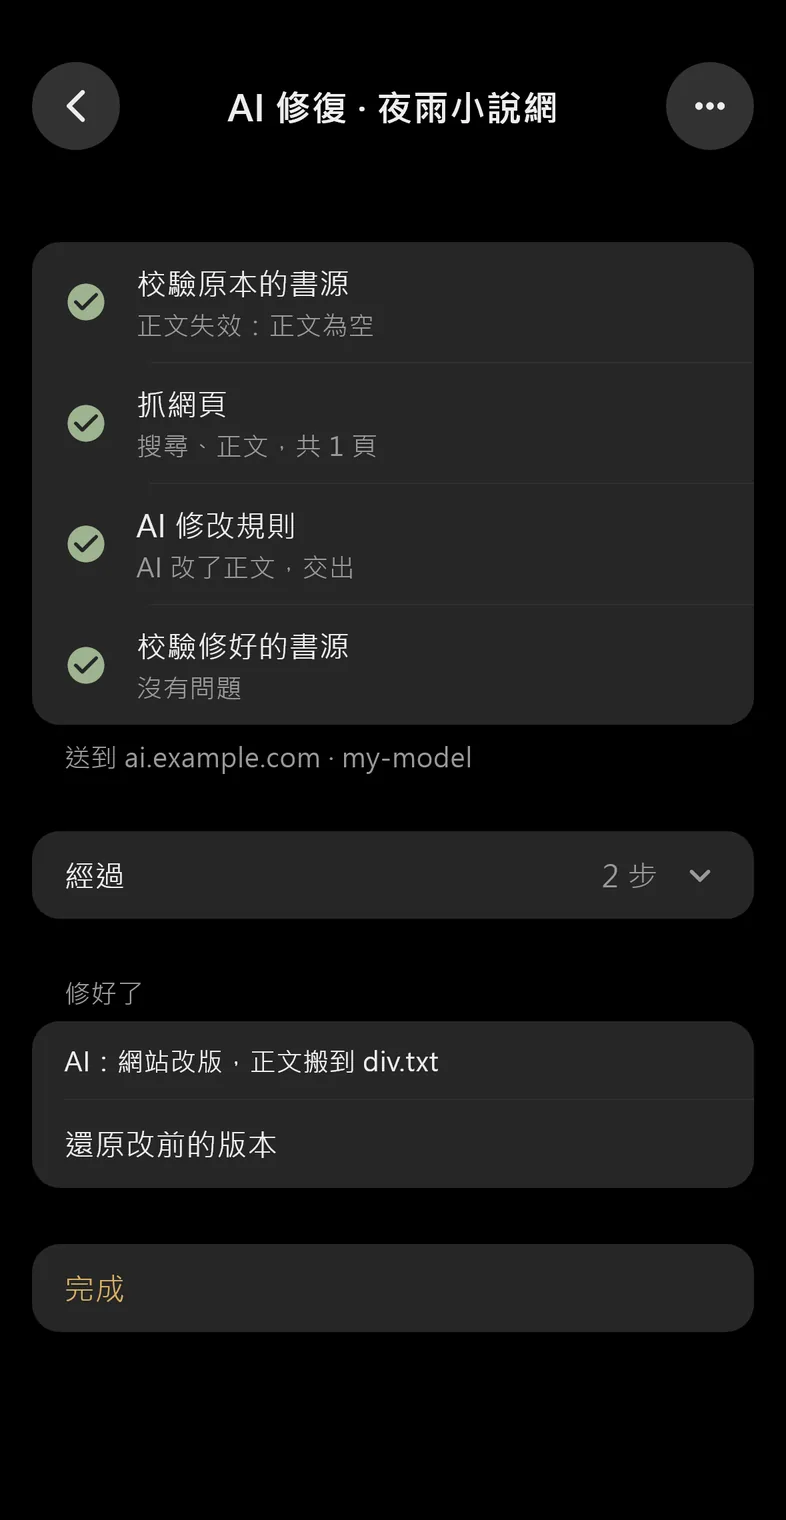 AI 修復 · 夜雨小說網
校驗原本的書源
正文失效：正文為空
抓網頁
搜尋、正文，共 1 頁
AI 修改規則
AI 改了正文，交出
校驗修好的書源
沒有問題
送到 ai.example.com · my-model
經過
2 步
修好了
AI：網站改版，正文搬到 div.txt
還原改前的版本
完成